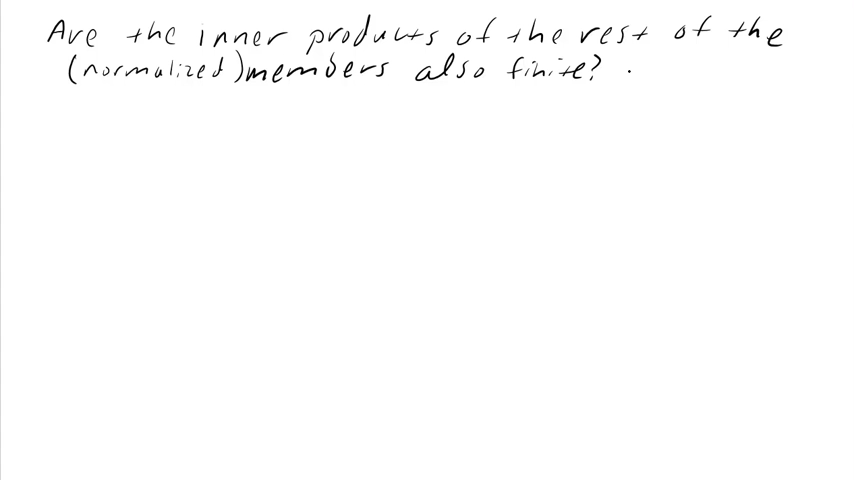 Are the inner products of the rest of the
(normalized) members also finite? .